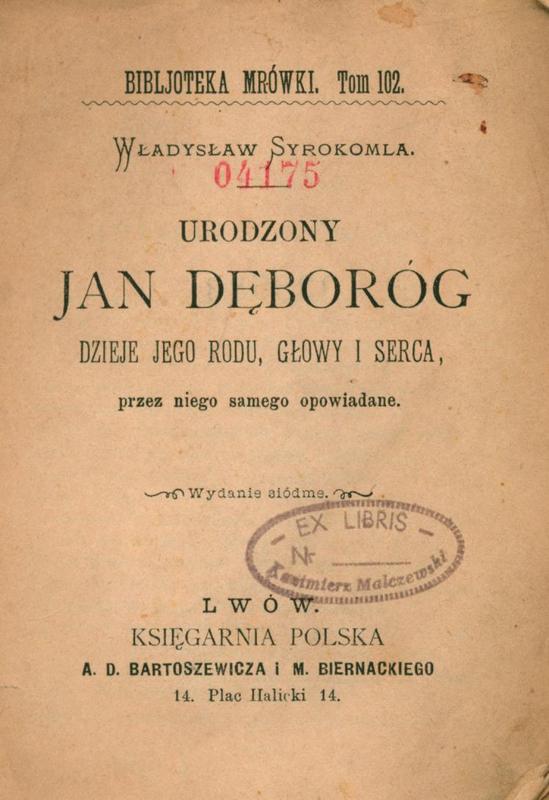 BIBLJOTEKA MRÓWKI. Tom 102.
WŁADYSŁAW SYROKOMLA.
04175
URODZONY
JAN DĘBORÓG
DZIEJE JEGO RODU, GŁOWY I SERCA,
przez niego samego opowiadane.
Wydanie siódme.
- EX LIBRIS -
Nr
Kazimierz Malczewski
LWÓW.
KSIĘGARNIA POLSKA
A. D. BARTOSZEWICZA i M. BIERNACKIEGO
14. Plac Halicki 14.